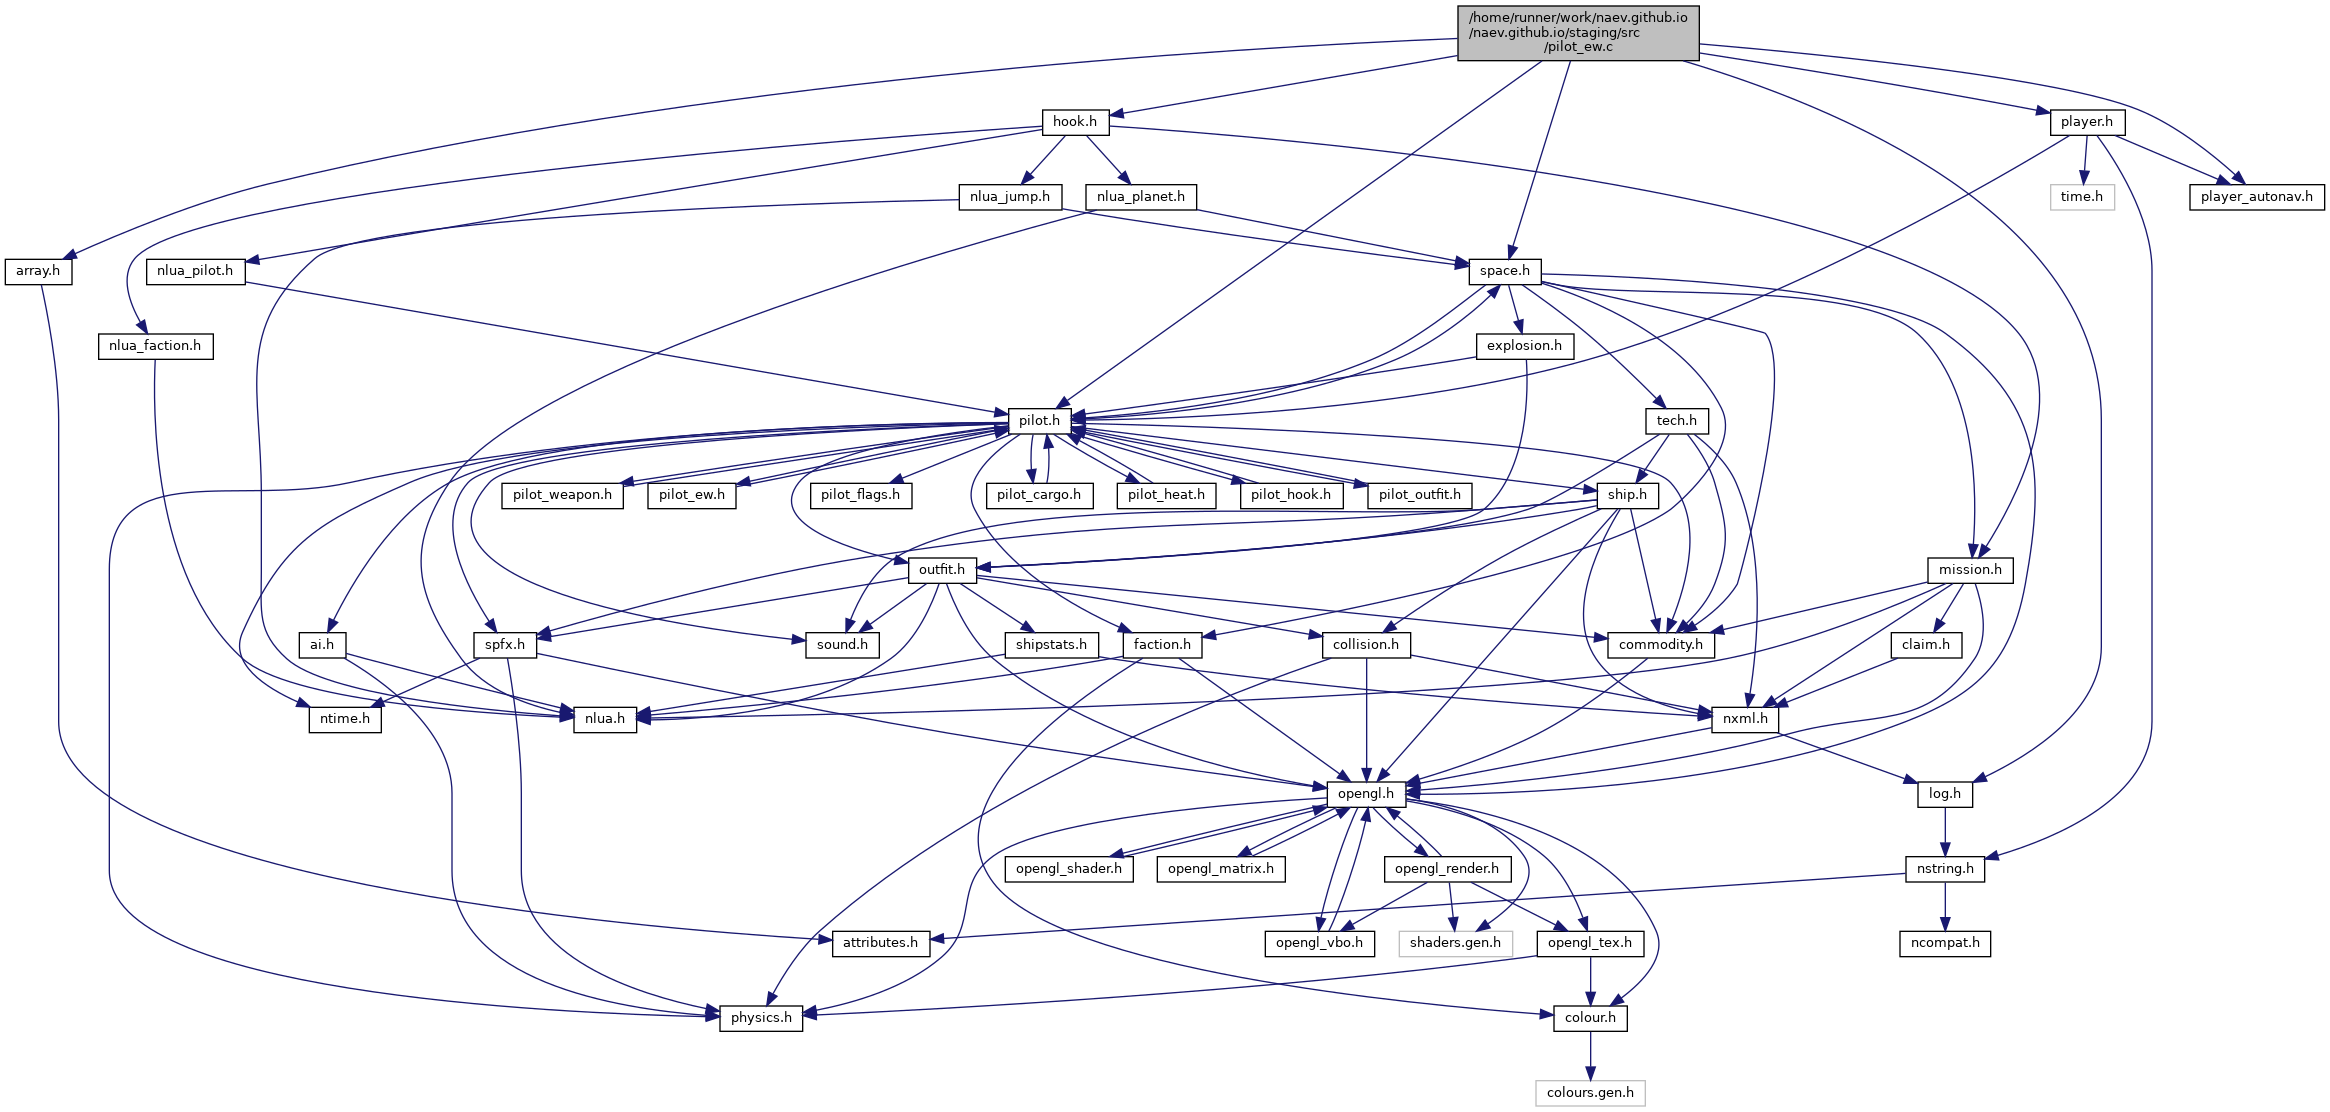 /home/runner/work/naev.github.io
/naev.github.io/staging/src
/pilot_ew.c
hook.h
player.h
nlua_jump.h
nlua_planet.h
time.h
player_autonav.h
array.h
nlua_pilot.h
space.h
nlua_faction.h
explosion.h
pilot.h
tech.h
pilot_weapon.h
pilot_ew.h
pilot_flags.h
pilot_cargo.h
pilot_heat.h
pilot_hook.h
pilot_outfit.h
ship.h
outfit.h
mission.h
ai.h
spfx.h
sound.h
shipstats.h
faction.h
collision.h
commodity.h
claim.h
ntime.h
nlua.h
nxml.h
opengl.h
log.h
opengl_shader.h
opengl_matrix.h
opengl_render.h
nstring.h
attributes.h
opengl_vbo.h
shaders.gen.h
opengl_tex.h
ncompat.h
physics.h
colour.h
colours.gen.h